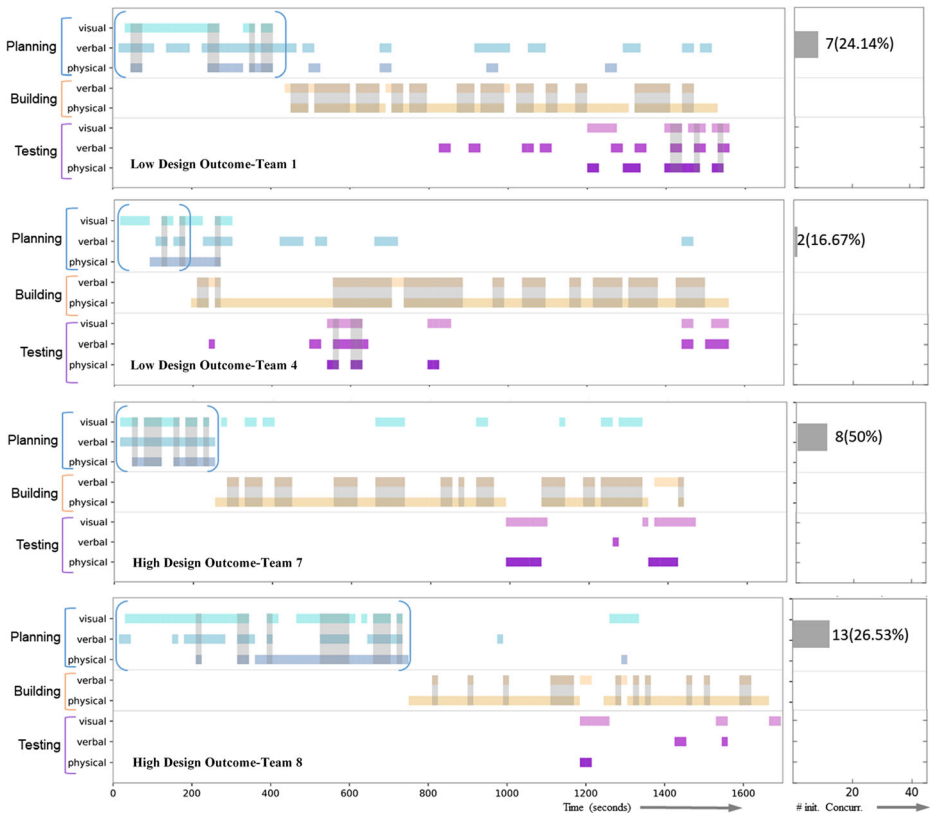 visual
Planning verbal 7(24.14%)
physical
verbal
Building
physical
visual
Testing verbal
physical Low Design Outcome-Team 1
0 20 40
visual
Planning verbal 2(16.67%)
physical
verbal
Building
physical
visual
Testing verbal
physical Low Design Outcome-Team 4
visual
Planning verbal 8(50%)
physical
verbal
Building
physical
visual
Testing verbal
physical High Design Outcome-Team 7
visual
Planning verbal 13(26.53%)
physical
verbal
Building
physical
visual
Testing verbal
physical High Design Outcome-Team 8
0 200 400 600 800 1000 1200 1400 1600 20 40
Time (seconds) # init. Concurr.